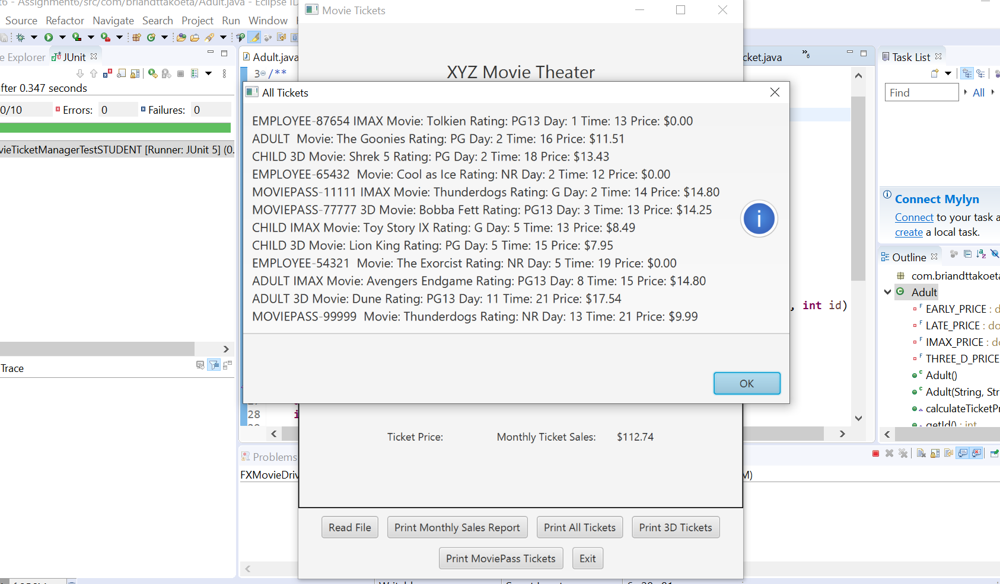 t6 - Assignment6/src/com/briandttakoeta/Adult.java - Eclipse ID
Source Refactor Navigate Search Project Run Window
Movie Tickets
e Explorer JUnit
Adult.java
cket.java
6
Task List
3 /**
XYZ Movie Theater
fter 0.347 seconds
Find
All
0/10 Errors: 0 Failures: 0
vieTicketManagerTestSTUDENT [Runner: JUnit 5] (0.
All Tickets
EMPLOYEE-87654 IMAX Movie: Tolkien Rating: PG13 Day: 1 Time: 13 Price: $0.00
ADULT  Movie: The Goonies Rating: PG Day: 2 Time: 16 Price: $11.51
CHILD 3D Movie: Shrek 5 Rating: PG Day: 2 Time: 18 Price: $13.43
EMPLOYEE-65432  Movie: Cool as Ice Rating: NR Day: 2 Time: 12 Price: $0.00
MOVIEPASS-11111 IMAX Movie: Thunderdogs Rating: G Day: 2 Time: 14 Price: $14.80
MOVIEPASS-77777 3D Movie: Bobba Fett Rating: PG13 Day: 3 Time: 13 Price: $14.25
CHILD IMAX Movie: Toy Story IX Rating: G Day: 5 Time: 13 Price: $8.49
CHILD 3D Movie: Lion King Rating: PG Day: 5 Time: 15 Price: $7.95
EMPLOYEE-54321  Movie: The Exorcist Rating: NR Day: 5 Time: 19 Price: $0.00
ADULT IMAX Movie: Avengers Endgame Rating: PG13 Day: 8 Time: 15 Price: $14.80
ADULT 3D Movie: Dune Rating: PG13 Day: 11 Time: 21 Price: $17.54
MOVIEPASS-99999  Movie: Thunderdogs Rating: NR Day: 13 Time: 21 Price: $9.99
OK
Connect Mylyn
Connect to your task a
create a local task.
Outline
com.briandttakoeta
Adult
EARLY_PRICE : d
LATE_PRICE : do
IMAX_PRICE : do
THREE_D_PRICE
Adult()
Adult(String, Str
calculateTicketPr
getId() : int
, int id)
Trace
28 i
Ticket Price:
Monthly Ticket Sales: $112.74
Problems
FXMovieDriv
M)
Read File
Print Monthly Sales Report
Print All Tickets
Print 3D Tickets
Print MoviePass Tickets
Exit